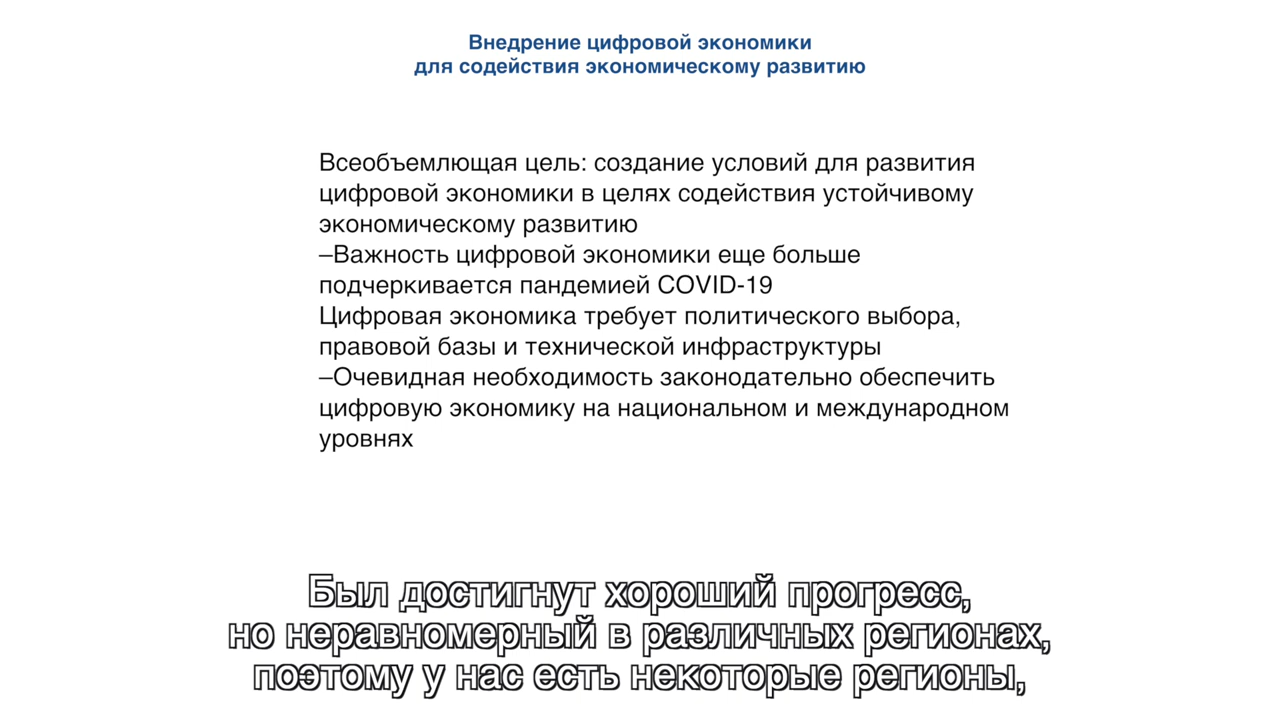 Внедрение цифровой экономики
для содействия экономическому развитию
Всеобъемлющая цель: создание условий для развития
цифровой экономики в целях содействия устойчивому
экономическому развитию
–Важность цифровой экономики еще больше
подчеркивается пандемией COVID-19
Цифровая экономика требует политического выбора,
правовой базы и технической инфраструктуры
–Очевидная необходимость законодательно обеспечить
цифровую экономику на национальном и международном
уровнях
Был достигнут хороший прогресс,
но неравномерный в различных регионах,
поэтому у нас есть некоторые регионы,